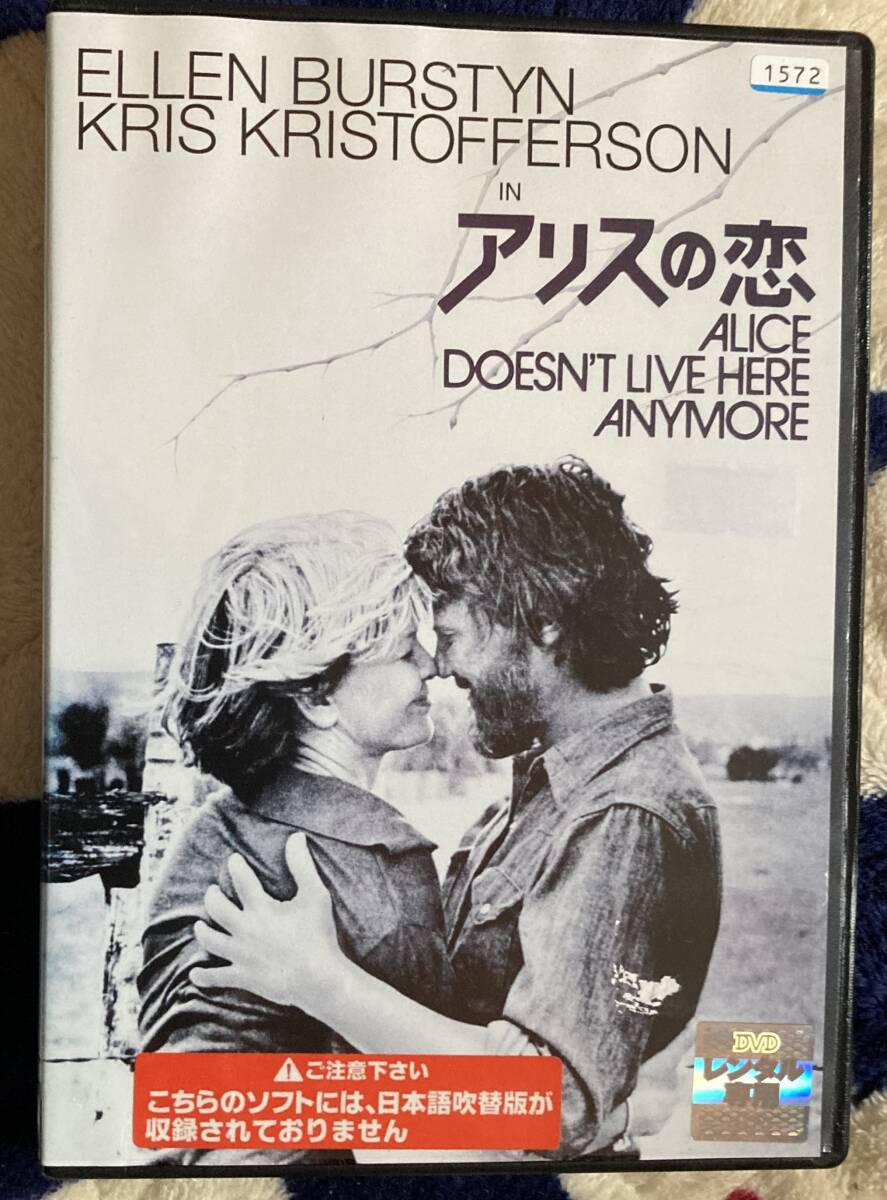 ELLEN BURSTYN
1572
KRIS KRISTOFFERSON
IN
アリスの恋
ALICE
DOESN'T LIVE HERE
ANYMORE
ご注意下さい
こちらのソフトには、日本語吹替版が
収録されておりません
DVD
レンタル
専用